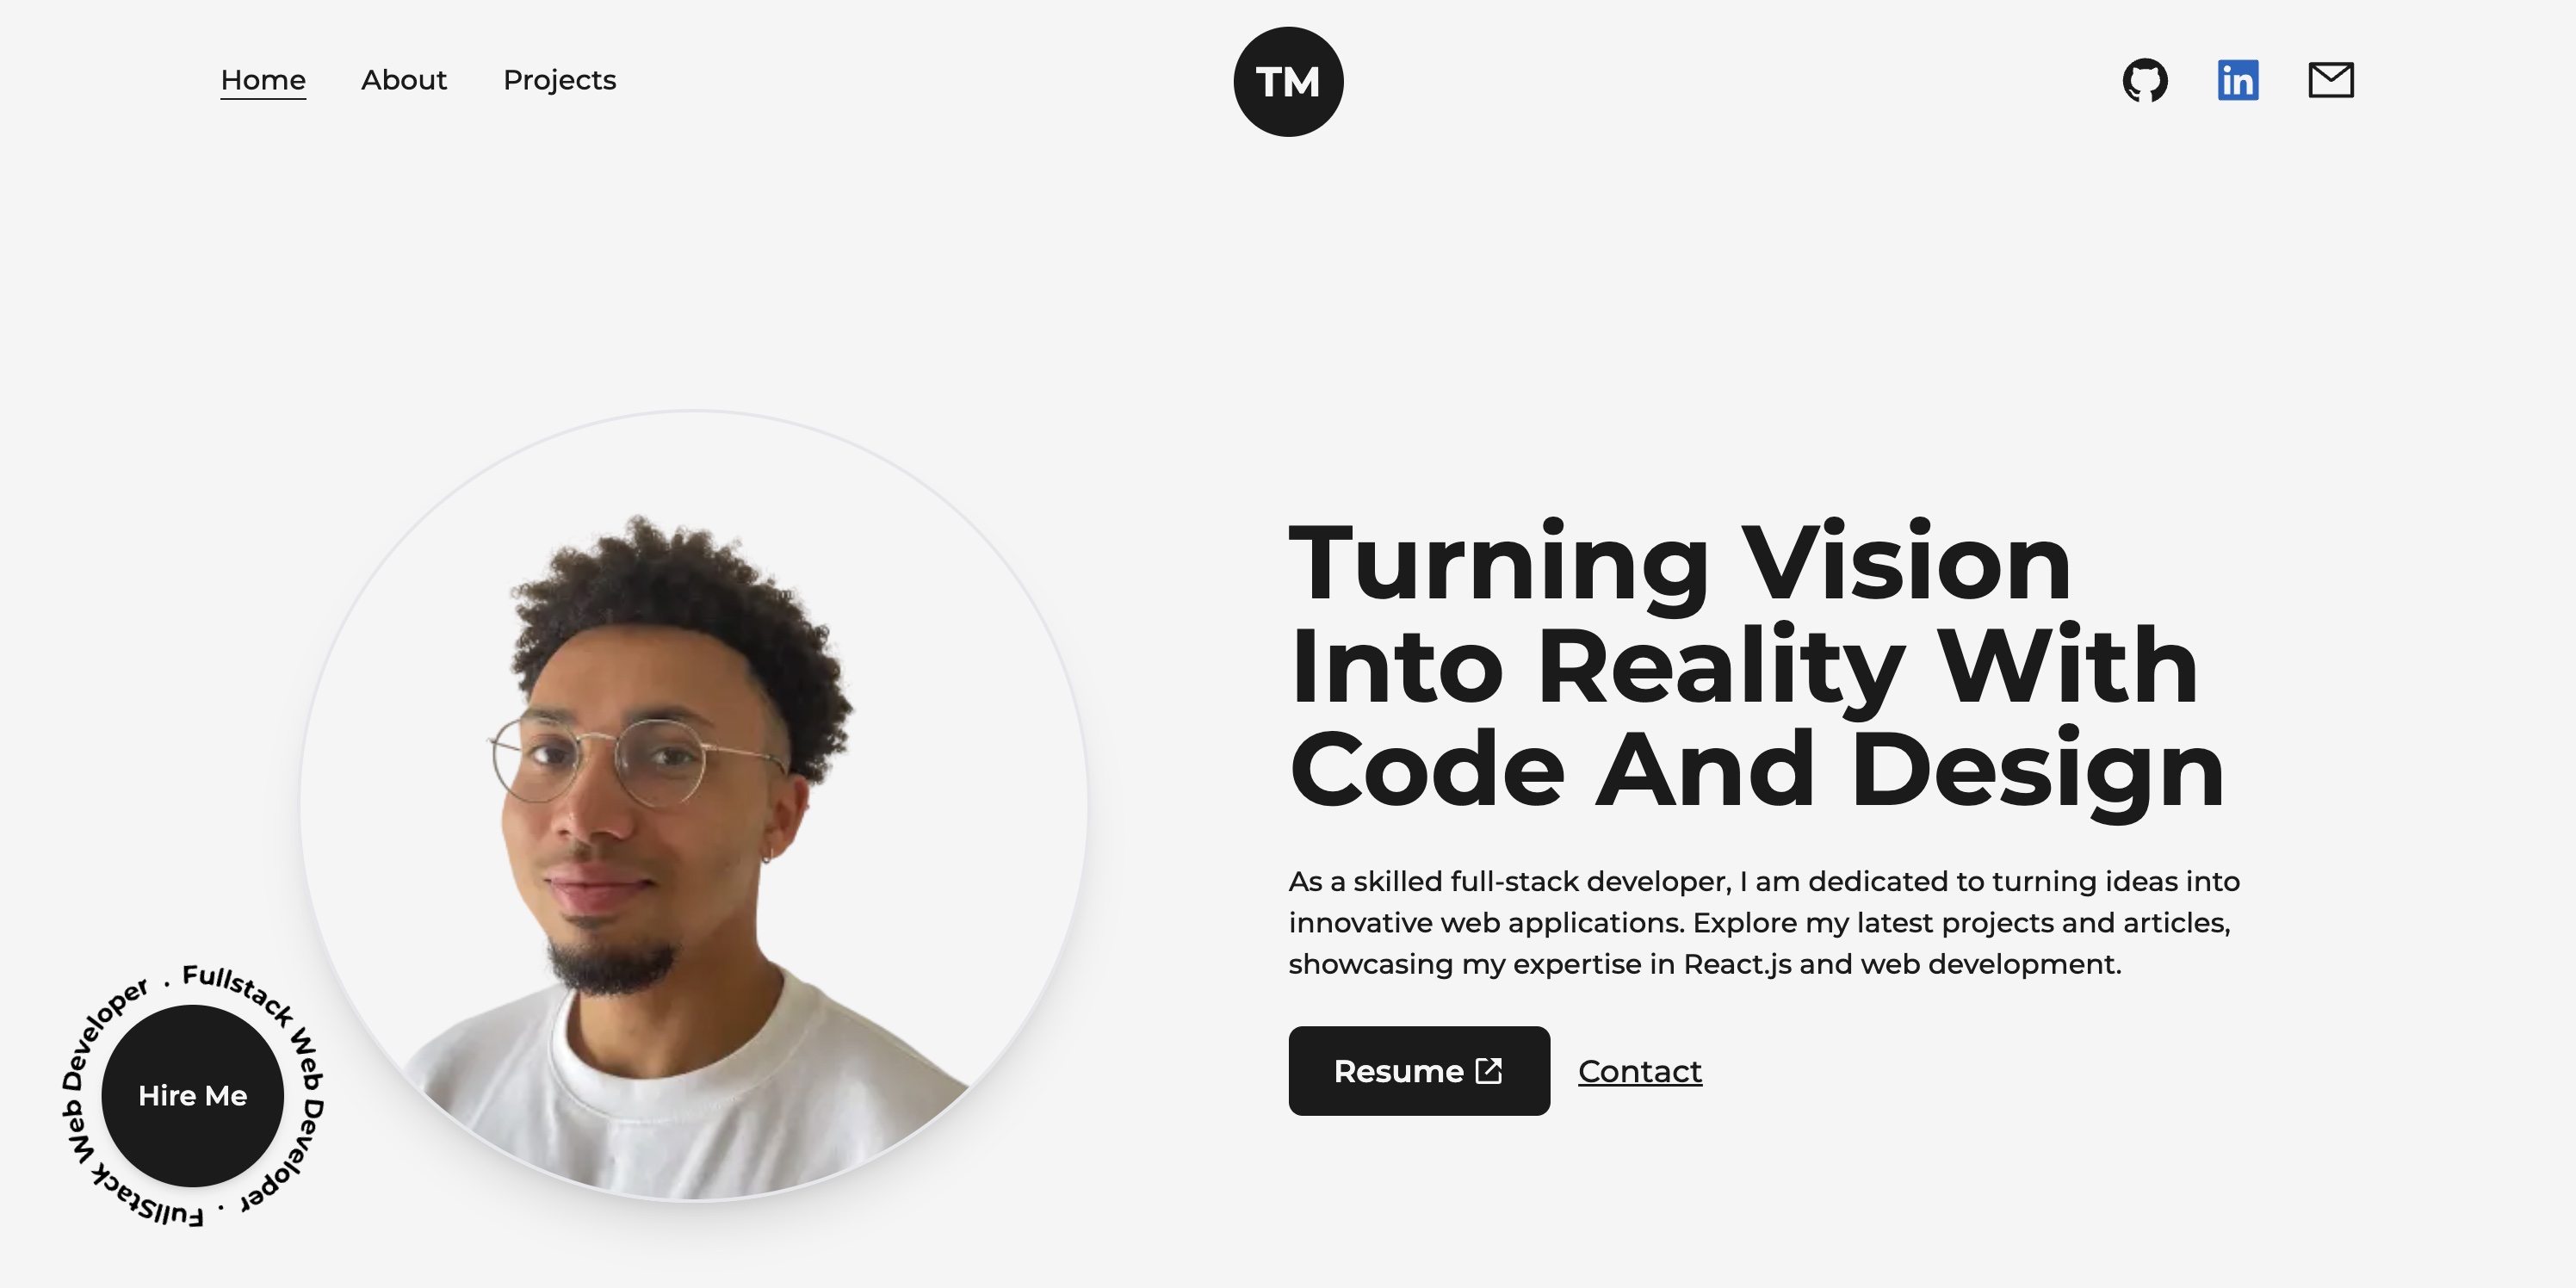 Home
About
Projects
TM
in
Turning Vision
Into Reality With
Code And Design
As a skilled full-stack developer, I am dedicated to turning ideas into
innovative web applications. Explore my latest projects and articles,
showcasing my expertise in React.js and web development.
Resume
Contact
Fullstack Web Developer . FullStack Web Developer .
Hire Me